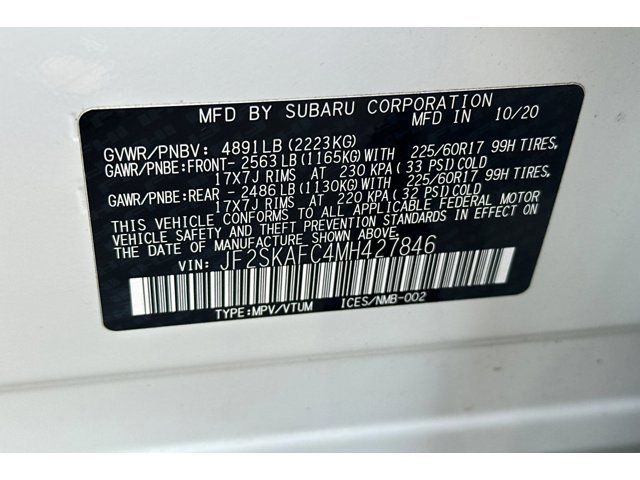 MFD BY SUBARU CORPORATION MFD IN 10/20
GVWR/PNBV: 4891LB(2223KG)
GAWR/PNBE:FRONT- 2563LB(1165KG)WITH 225/60R17 99H TIRES,
17X7J RIMS AT 230 KPA( 33 PSI)COLD
GAWR/PNBE:REAR - 2486LB(1130KG)WITH 225/60R17 99H TIRES,
17X7J RIMS AT 220 KPA( 32 PSI)COLD
THIS VEHICLE CONFORMS TO ALL APPLICABLE FEDERAL MOTOR
VEHICLE SAFETY AND THEFT PREVENTION STANDARDS IN EFFECT ON
THE DATE OF MANUFACTURE SHOWN ABOVE.
VIN: JF2SKAFC4MH427846
TYPE:MPV/VTUM ICES/NMB-002